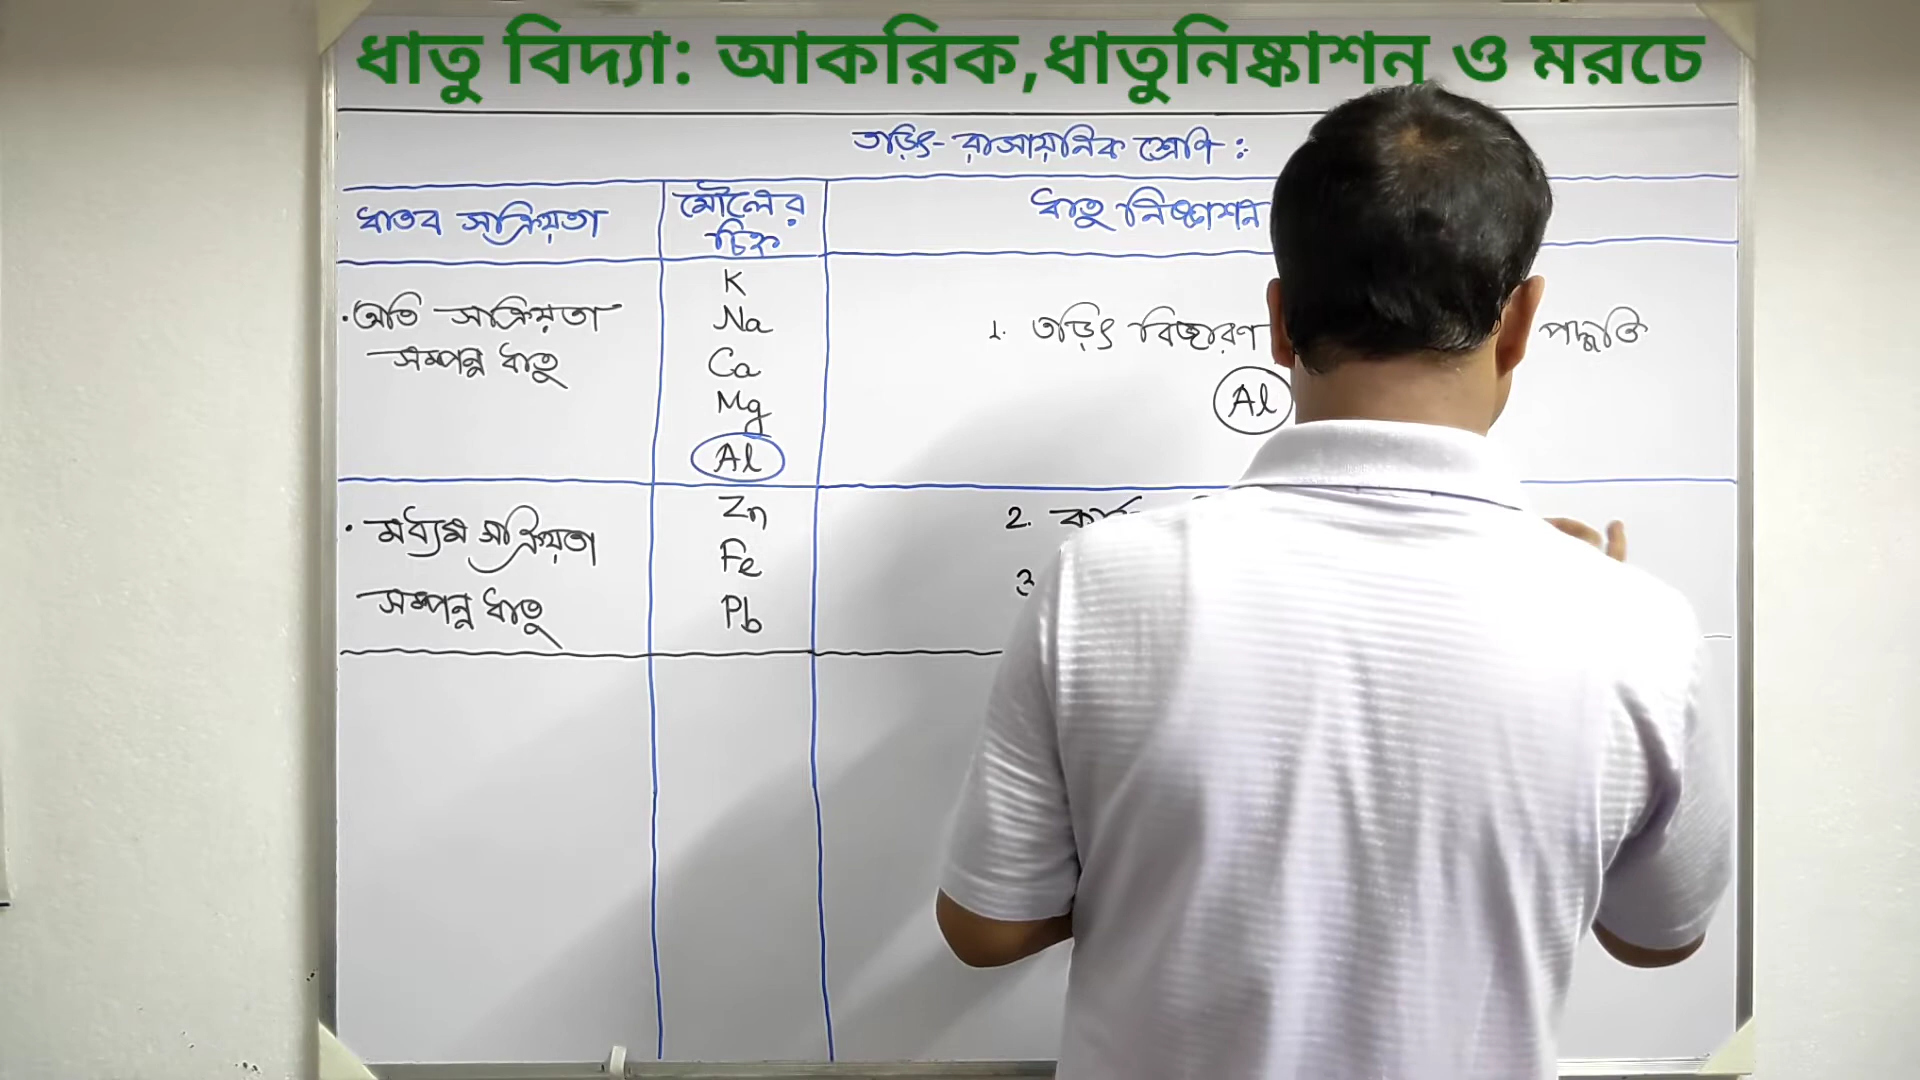 ধাতু বিদ্যা: আকরিক,ধাতুনিষ্কাশন ও মরচে
তড়িৎ-রাসায়নিক শ্রেণি:
ধাতব সক্রিয়তা
মৌলের
চিহ্ন
ধাতু নিষ্কাশন
• অতি সক্রিয়তা
সম্পন্ন ধাতু
K
Na
Ca
Mg
Al
1. তড়িৎ বিজারণ পদ্ধতি
Al
• মধ্যম সক্রিয়তা
সম্পন্ন ধাতু
Zn
Fe
Pb
2.
3